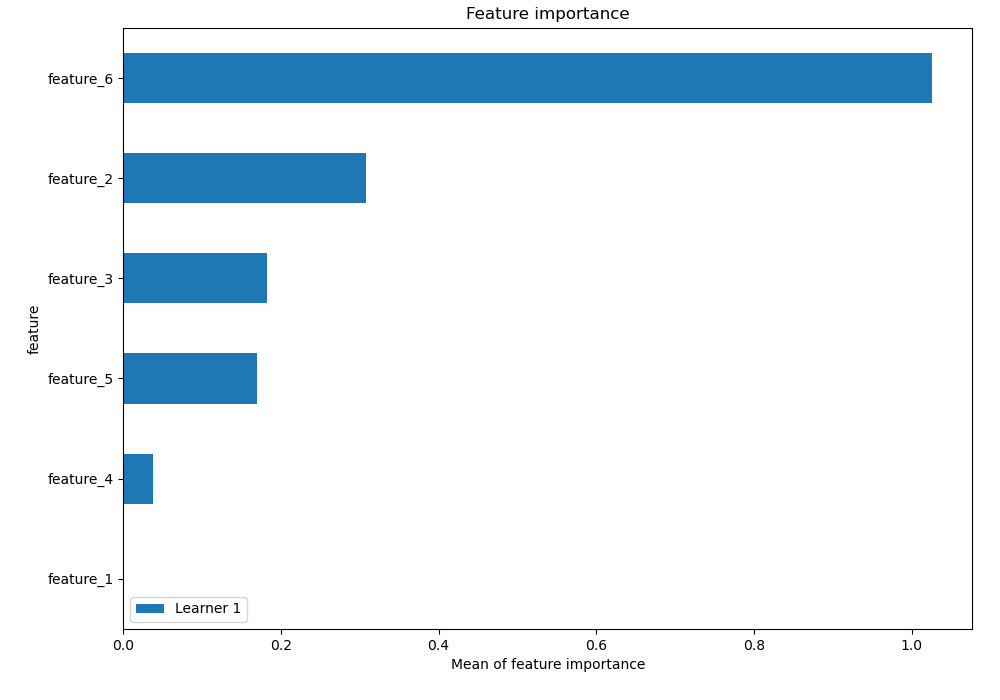 Feature importance
feature_6
feature_2
feature_3
feature_5
feature_4
feature_1
feature
Learner 1
0.0 0.2 0.4 0.6 0.8 1.0
Mean of feature importance